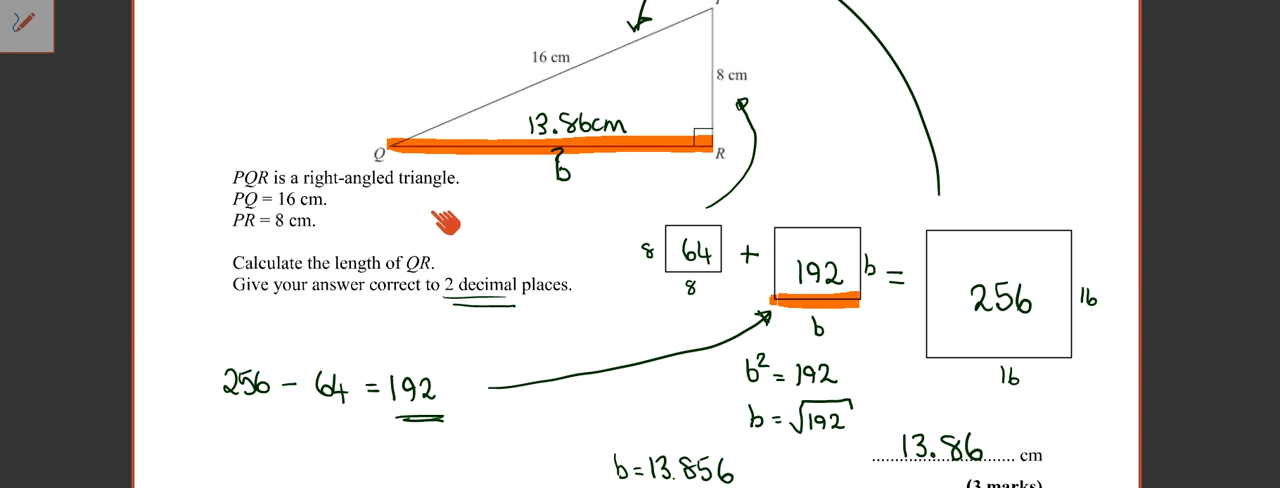 16 cm
8 cm
13.86cm
Q
R
b
PQR is a right-angled triangle.
PQ = 16 cm.
PR = 8 cm.
8 64 + 192 b = 256 16
8
b
16
Calculate the length of QR.
Give your answer correct to 2 decimal places.
256 - 64 = 192
b² = 192
b = √192
b = 13.856
13.86 cm
(3 marks)